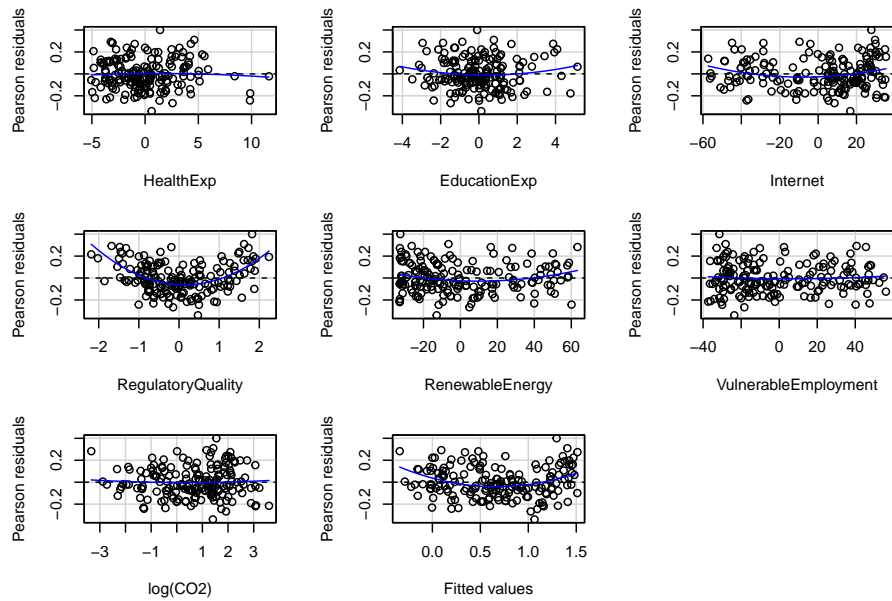 Pearson residuals
0.2
−0.2
−5 0 5 10
HealthExp
Pearson residuals
0.2
−0.2
−4 −2 0 2 4
EducationExp
Pearson residuals
0.2
−0.2
−60 −20 0 20
Internet
Pearson residuals
0.2
−0.2
−2 −1 0 1 2
RegulatoryQuality
Pearson residuals
0.2
−0.2
−20 0 20 40 60
RenewableEnergy
Pearson residuals
0.2
−0.2
−40 0 20 40
VulnerableEmployment
Pearson residuals
0.2
−0.2
−3 −1 1 2 3
log(CO2)
Pearson residuals
0.2
−0.2
0.0 0.5 1.0 1.5
Fitted values